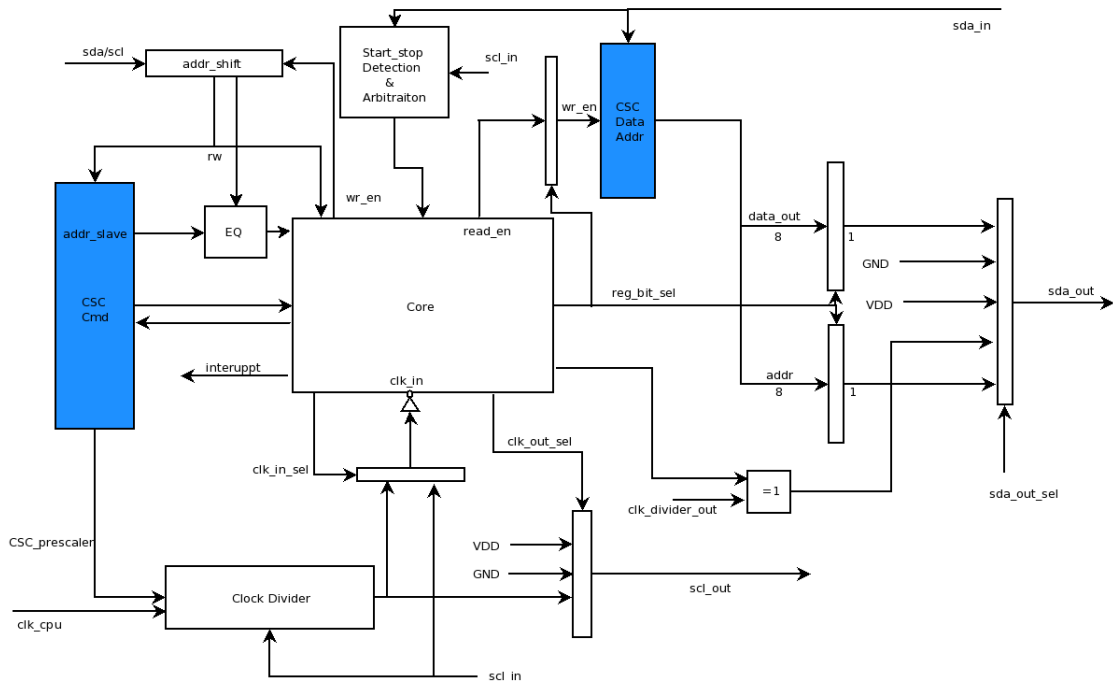 sda_in
sda/scl
addr_shift
Start_stop
Detection
&
Arbitraiton
scl_in
wr_en
CSC
Data
Addr
rw
wr_en
addr_slave
EQ
read_en
data_out
8
1
GND
CSC
Cmd
Core
reg_bit_sel
VDD
sda_out
interuppt
clk_in
addr
8
1
clk_in_sel
clk_out_sel
=1
clk_divider_out
sda_out_sel
CSC_prescaler
VDD
GND
scl_out
Clock Divider
clk_cpu
scl_in